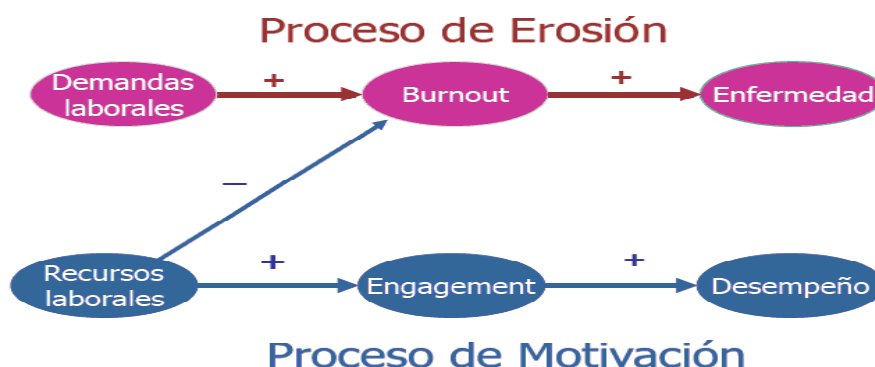 Proceso de Erosión
Demandas
laborales
+
Burnout
+
Enfermedad
−
Recursos
laborales
+
Engagement
+
Desempeño
Proceso de Motivación